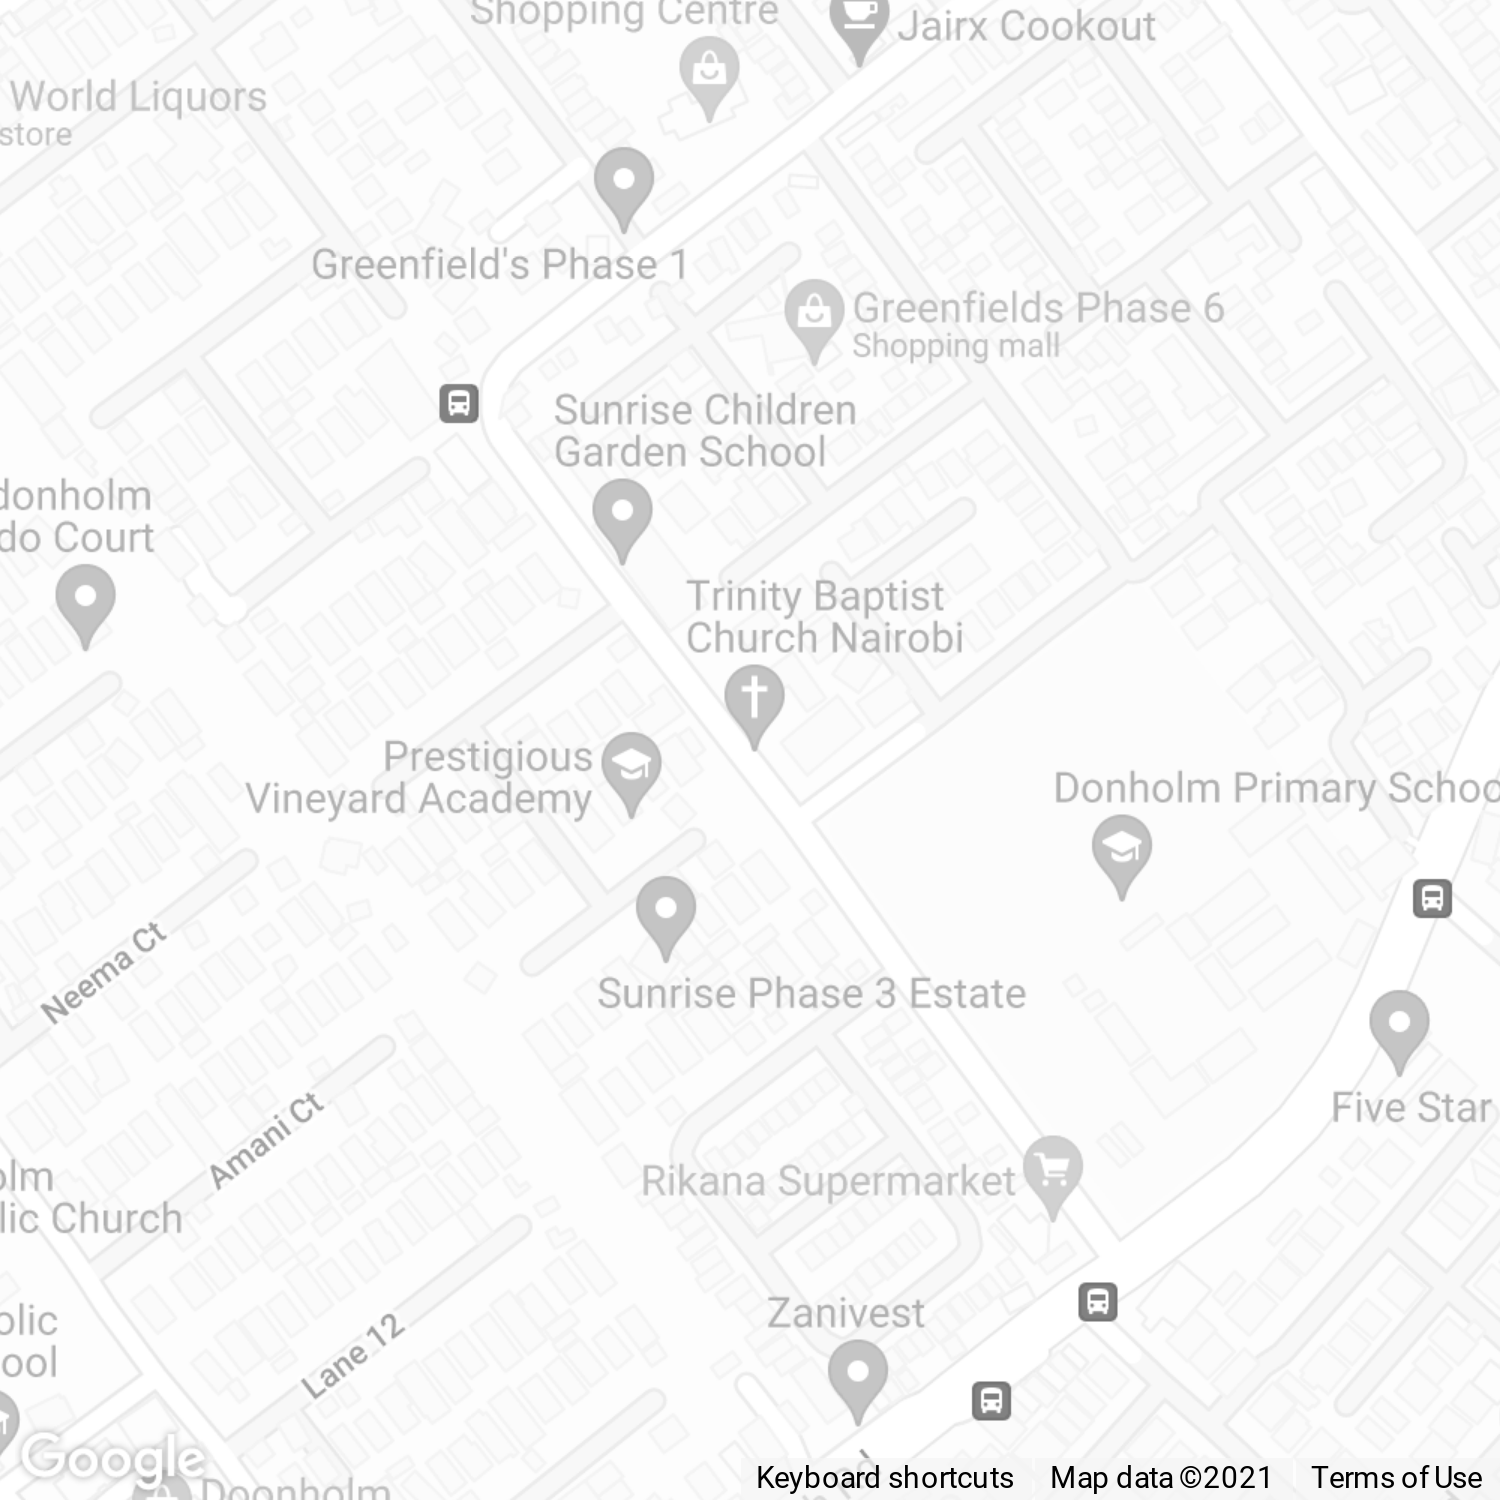 Shopping Centre
Jairx Cookout
World Liquors
store
Greenfield's Phase 1
Greenfields Phase 6
Shopping mall
Sunrise Children
Garden School
donholm
do Court
Trinity Baptist
Church Nairobi
Prestigious
Vineyard Academy
Donholm Primary Schoo
Neema Ct
Sunrise Phase 3 Estate
Five Star
Amani Ct
olm
lic Church
Rikana Supermarket
Zanivest
olic
ool
Lane 12
Google
Doonholm
Keyboard shortcuts
Map data ©2021
Terms of Use